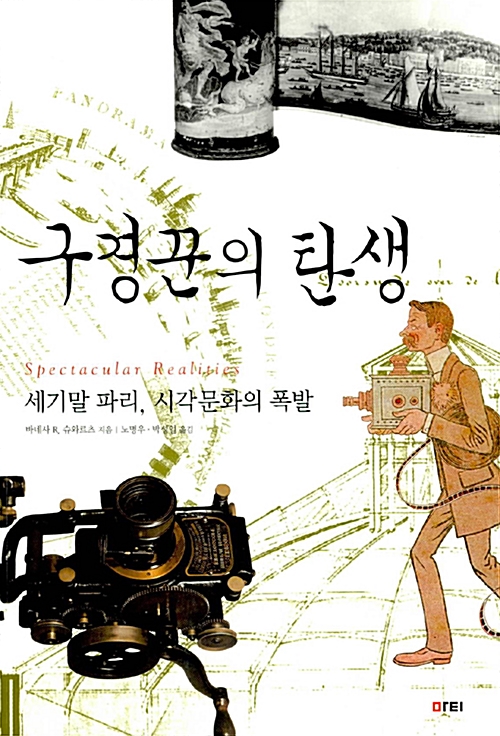 PANORAMA
구경꾼의 탄생
Spectacular Realities
세기말 파리, 시각문화의 폭발
바네사 R. 슈와르츠 지음 | 노명우·박성일 옮김
마티